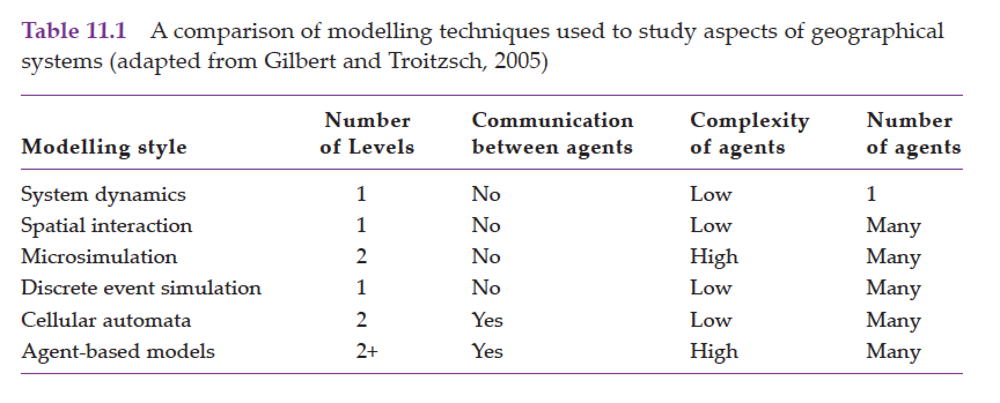 Table 11.1 A comparison of modelling techniques used to study aspects of geographical
systems (adapted from Gilbert and Troitzsch, 2005)
Number Communication Complexity Number
Modelling style of Levels between agents of agents of agents
System dynamics 1 No Low 1
Spatial interaction 1 No Low Many
Microsimulation 2 No High Many
Discrete event simulation 1 No Low Many
Cellular automata 2 Yes Low Many
Agent-based models 2+ Yes High Many